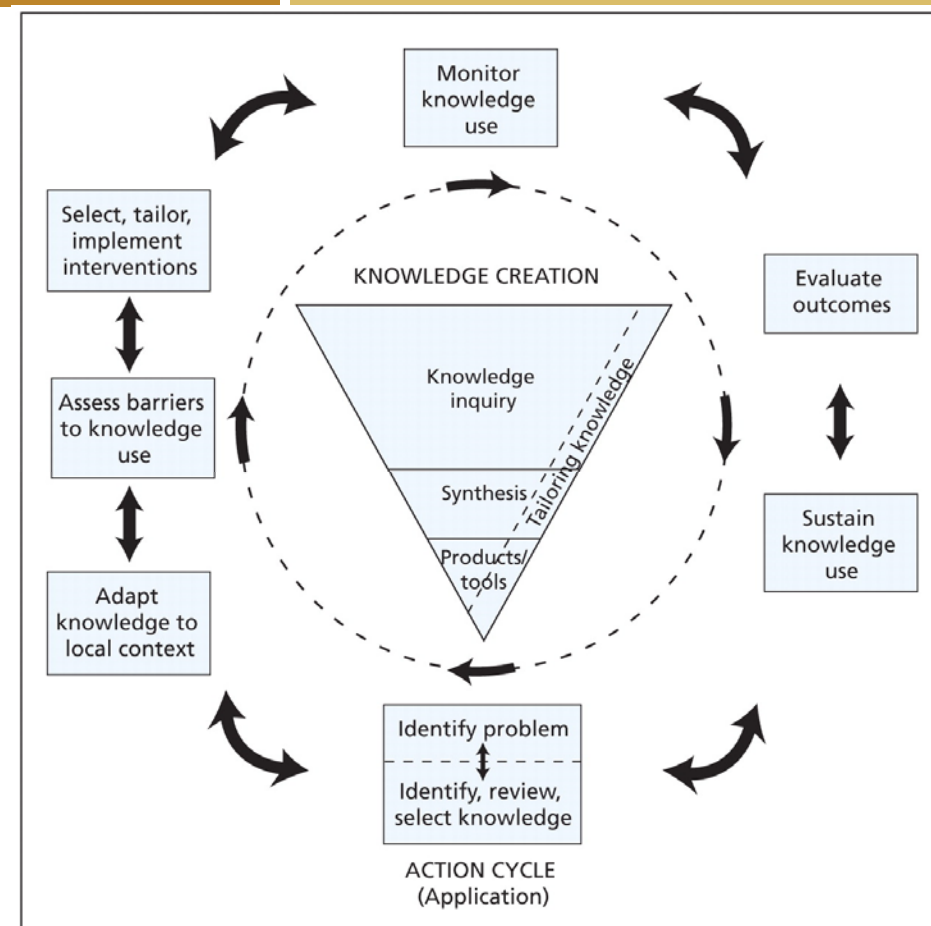 Monitor
knowledge
use
Select, tailor,
implement
interventions
KNOWLEDGE CREATION
Evaluate
outcomes
Knowledge
inquiry
Tailoring knowledge
Assess barriers
to knowledge
use
Synthesis
Sustain
knowledge
use
Products/
tools
Adapt
knowledge to
local context
Identify problem
Identify, review,
select knowledge
ACTION CYCLE
(Application)